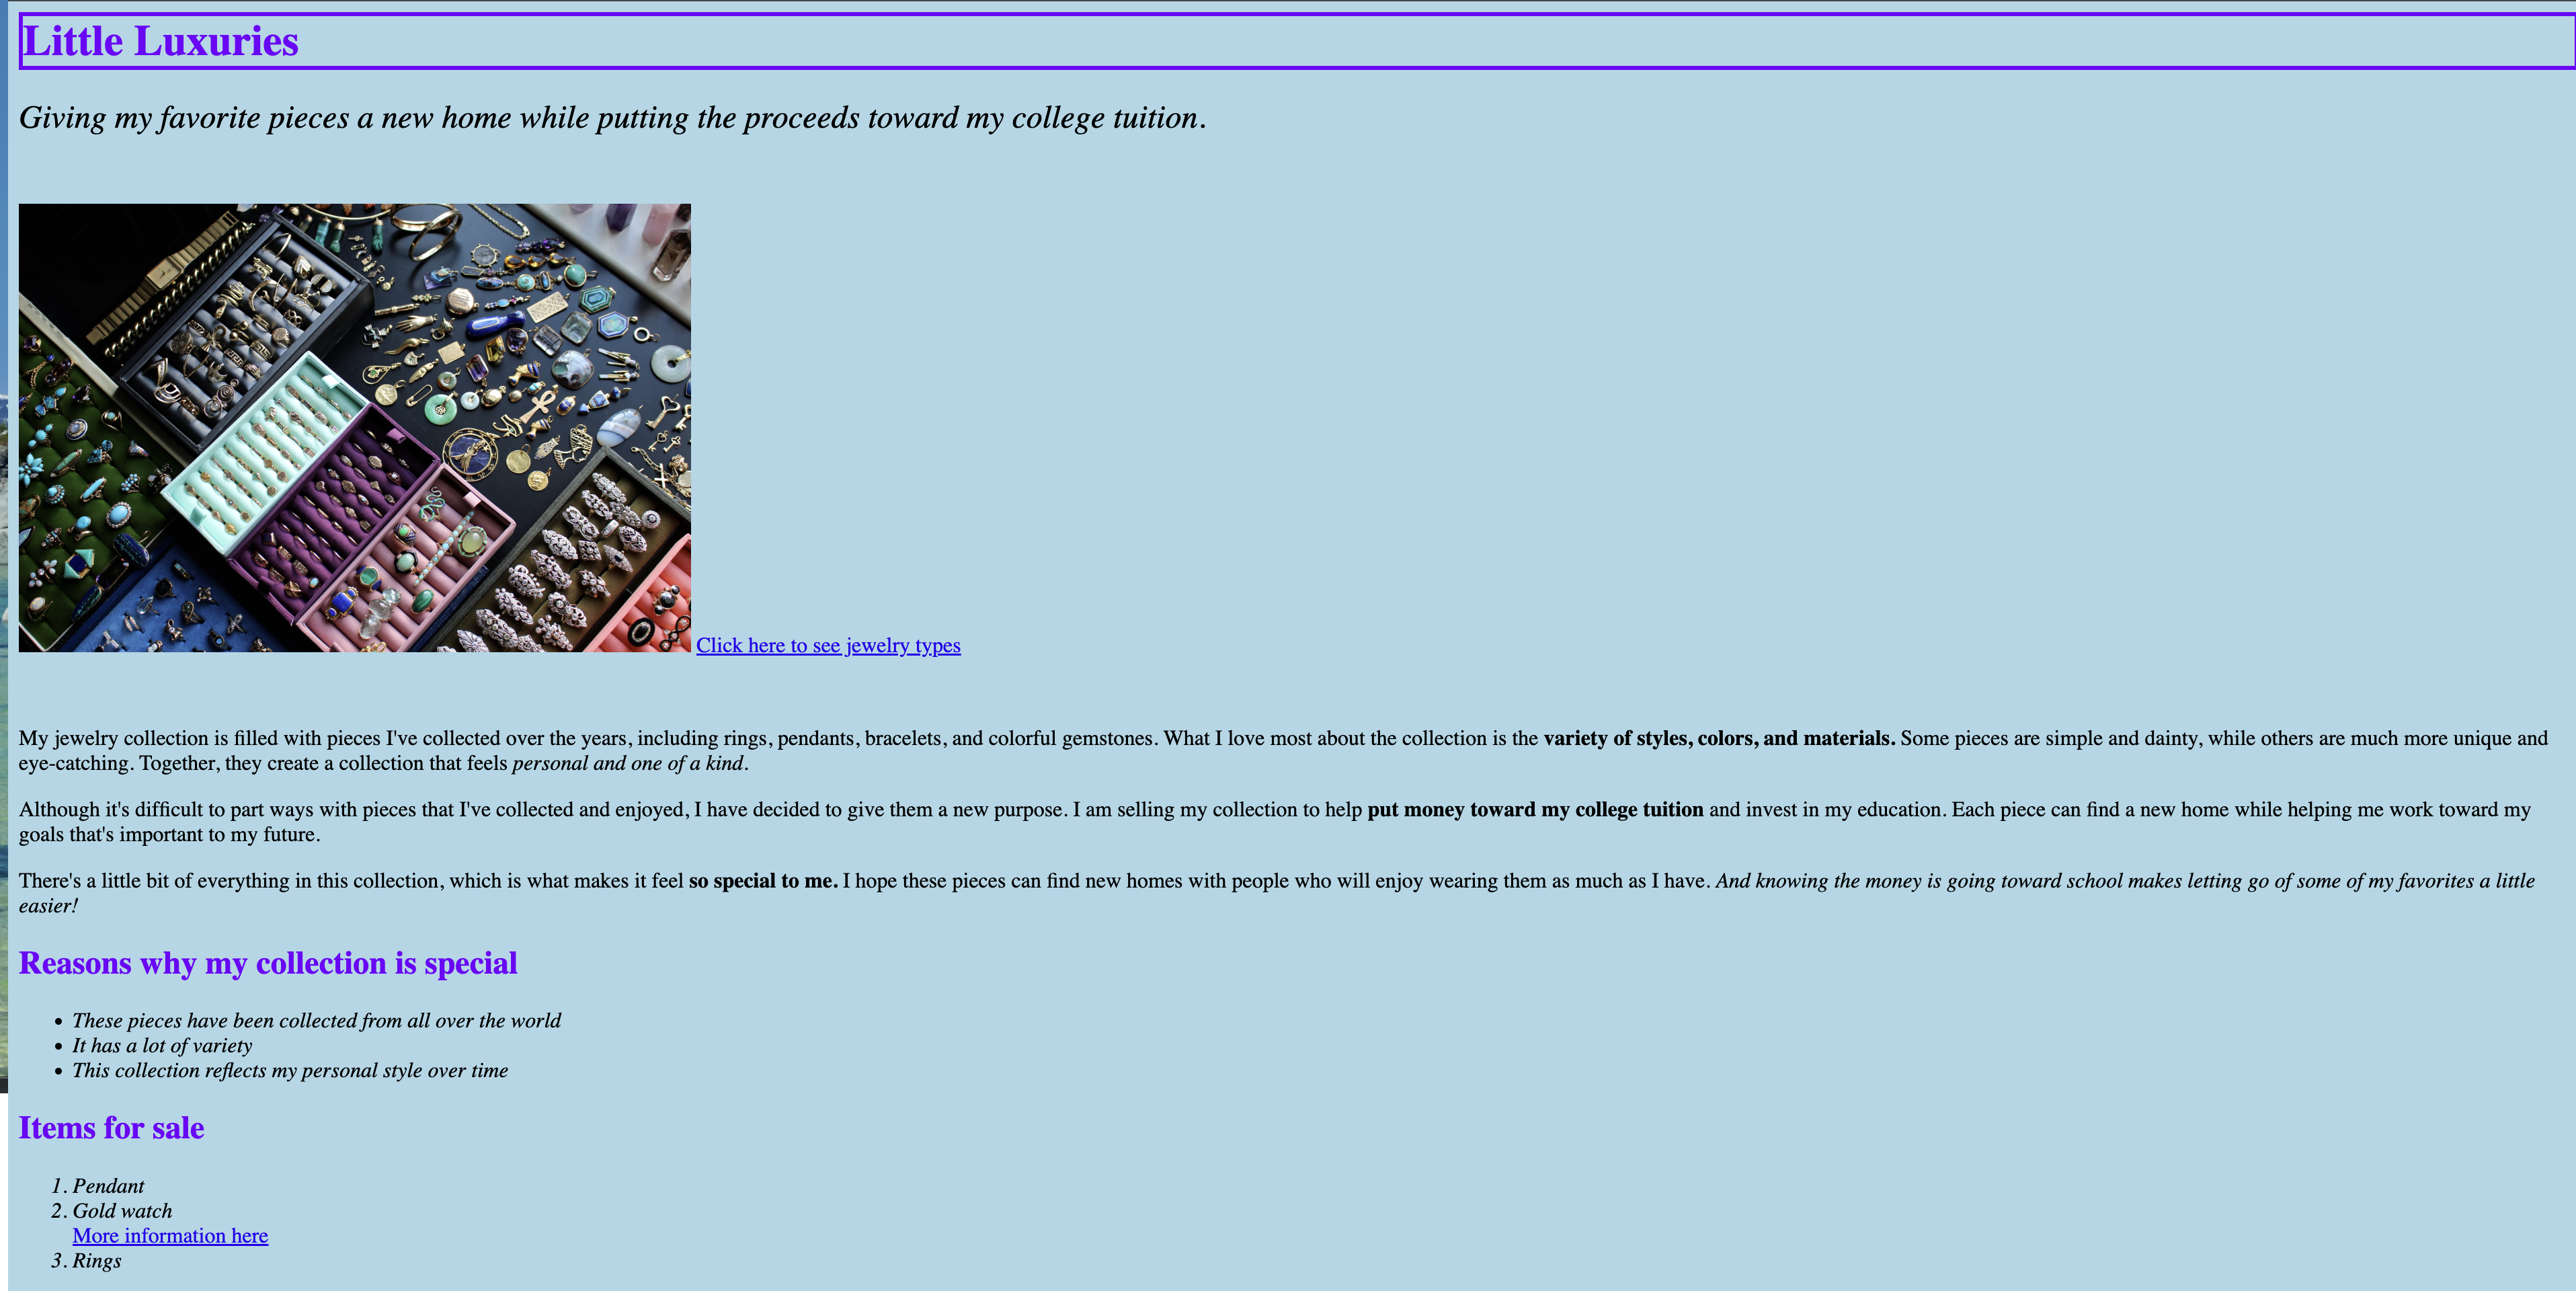 Little Luxuries
Giving my favorite pieces a new home while putting the proceeds toward my college tuition.
Click here to see jewelry types
My jewelry collection is filled with pieces I've collected over the years, including rings, pendants, bracelets, and colorful gemstones. What I love most about the collection is the variety of styles, colors, and materials. Some pieces are simple and dainty, while others are much more unique and
eye-catching. Together, they create a collection that feels personal and one of a kind.
Although it's difficult to part ways with pieces that I've collected and enjoyed, I have decided to give them a new purpose. I am selling my collection to help put money toward my college tuition and invest in my education. Each piece can find a new home while helping me work toward my
goals that's important to my future.
There's a little bit of everything in this collection, which is what makes it feel so special to me. I hope these pieces can find new homes with people who will enjoy wearing them as much as I have. And knowing the money is going toward school makes letting go of some of my favorites a little
easier!
Reasons why my collection is special
• These pieces have been collected from all over the world
• It has a lot of variety
• This collection reflects my personal style over time
Items for sale
1. Pendant
2. Gold watch
More information here
3. Rings